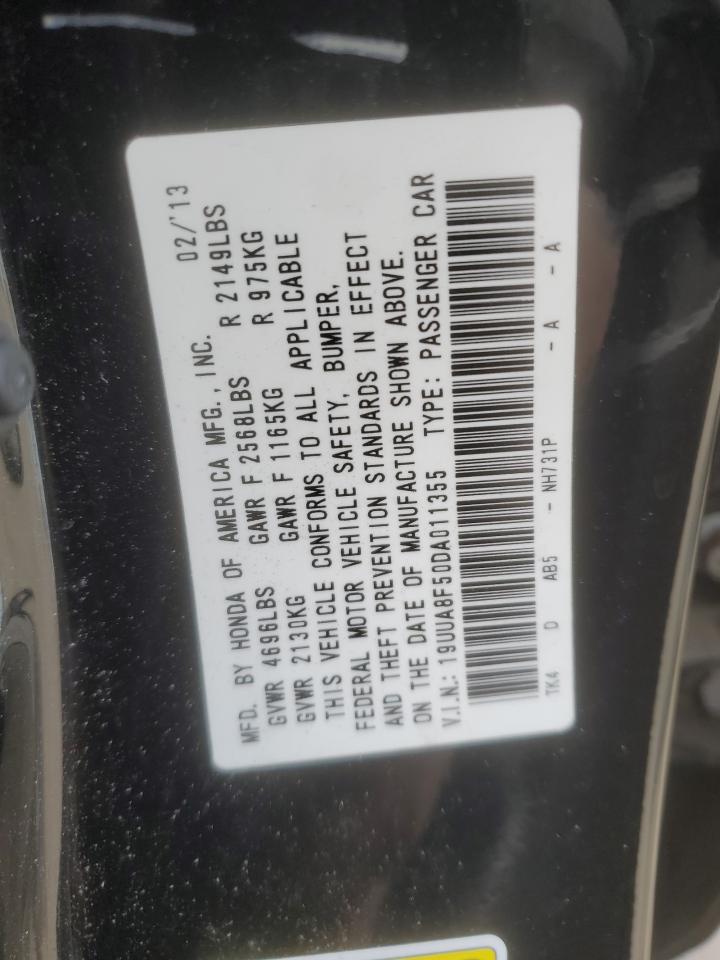 MFD. BY HONDA OF AMERICA MFG., INC. 02/'13
GVWR 4696LBS GAWR F 2568LBS R 2149LBS
GVWR 2130KG GAWR F 1165KG R 975KG
THIS VEHICLE CONFORMS TO ALL APPLICABLE
FEDERAL MOTOR VEHICLE SAFETY, BUMPER,
AND THEFT PREVENTION STANDARDS IN EFFECT
ON THE DATE OF MANUFACTURE SHOWN ABOVE.
V.I.N.: 19UUA8F50DA011355 TYPE: PASSENGER CAR
TK4 D AB5 - NH731P - A - A